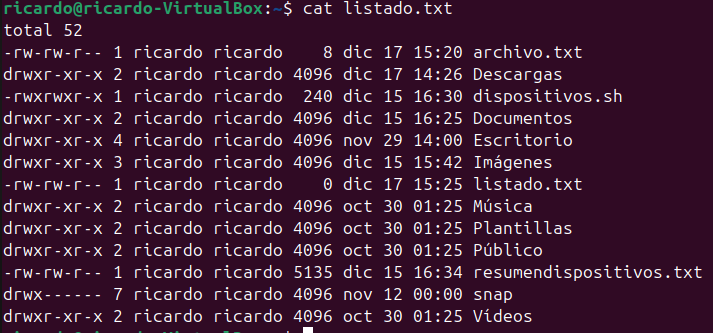 ricardo@ricardo-VirtualBox:~$ cat listado.txt
total 52
-rw-rw-r-- 1 ricardo ricardo    8 dic 17 15:20 archivo.txt
drwxr-xr-x 2 ricardo ricardo 4096 dic 17 14:26 Descargas
-rwxrwxr-x 1 ricardo ricardo  240 dic 15 16:30 dispositivos.sh
drwxr-xr-x 2 ricardo ricardo 4096 dic 15 16:25 Documentos
drwxr-xr-x 4 ricardo ricardo 4096 nov 29 14:00 Escritorio
drwxr-xr-x 3 ricardo ricardo 4096 dic 15 15:42 Imágenes
-rw-rw-r-- 1 ricardo ricardo    0 dic 17 15:25 listado.txt
drwxr-xr-x 2 ricardo ricardo 4096 oct 30 01:25 Música
drwxr-xr-x 2 ricardo ricardo 4096 oct 30 01:25 Plantillas
drwxr-xr-x 2 ricardo ricardo 4096 oct 30 01:25 Público
-rw-rw-r-- 1 ricardo ricardo 5135 dic 15 16:34 resumendispositivos.txt
drwx------ 7 ricardo ricardo 4096 nov 12 00:00 snap
drwxr-xr-x 2 ricardo ricardo 4096 oct 30 01:25 Vídeos